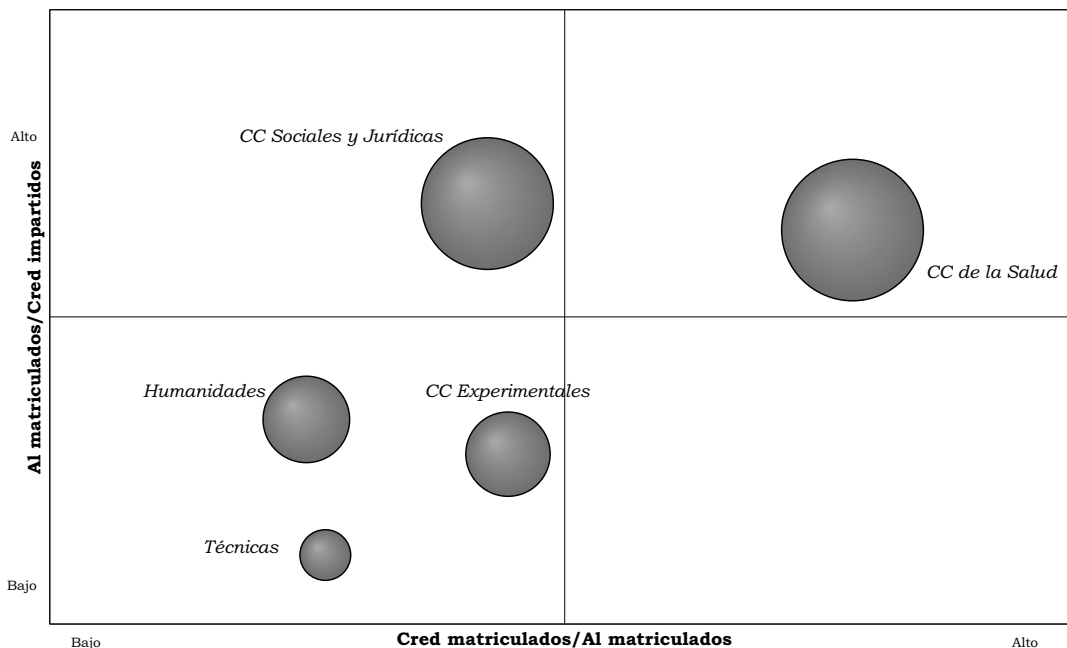 Alto
CC Sociales y Jurídicas
CC de la Salud
Al matriculados/Cred impartidos
Humanidades
CC Experimentales
Técnicas
Bajo
Bajo
Cred matriculados/Al matriculados
Alto